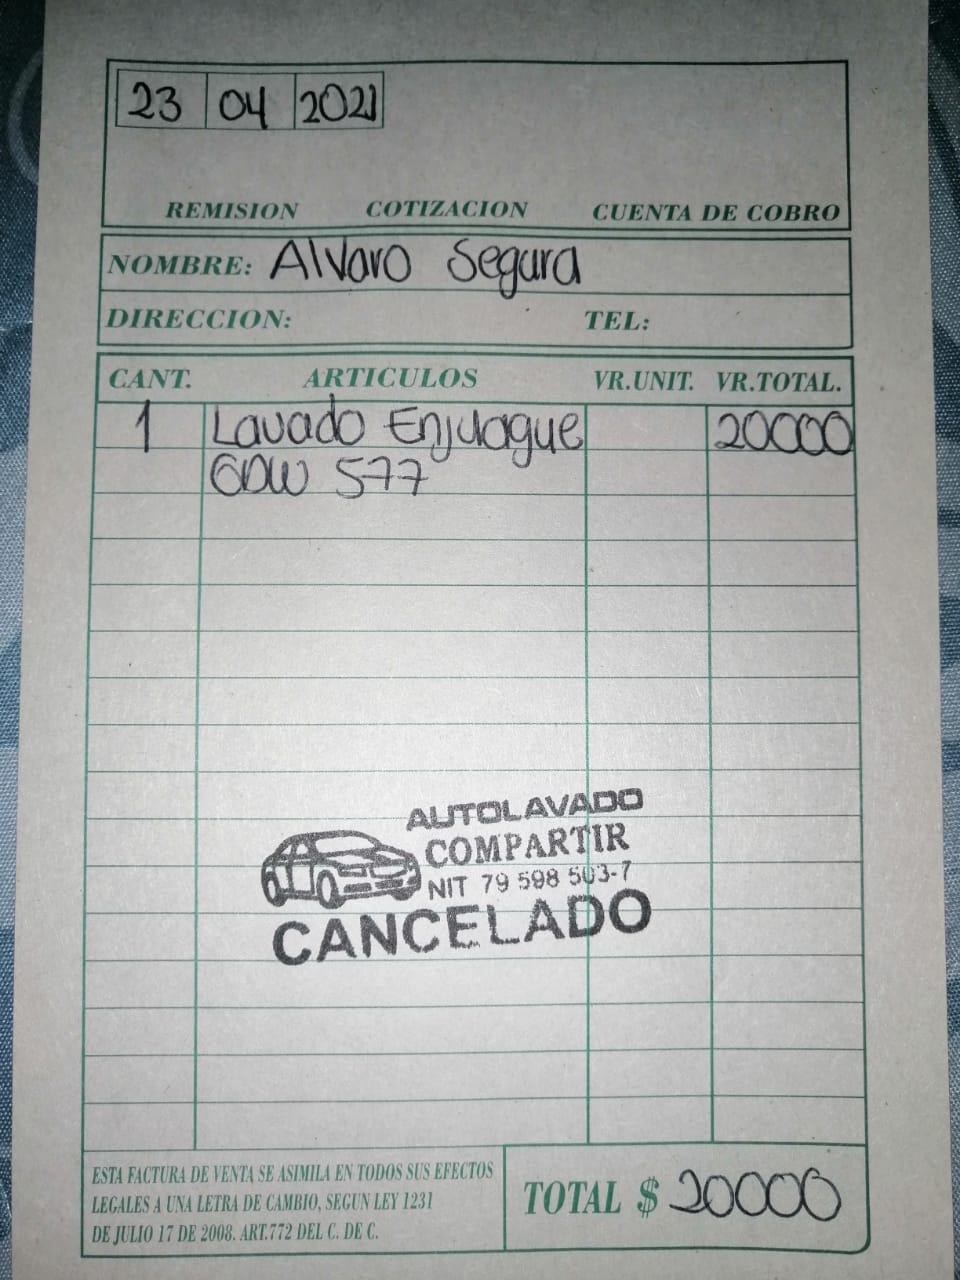 23 04 2021
REMISION COTIZACION CUENTA DE COBRO
NOMBRE: Alvaro Segura
DIRECCION: TEL:
CANT. ARTICULOS VR.UNIT. VR.TOTAL.
1 Lavado Enjuague 20000
GDW 577
AUTOLAVADO
COMPARTIR
NIT 79 598 503-7
CANCELADO
ESTA FACTURA DE VENTA SE ASIMILA EN TODOS SUS EFECTOS
LEGALES A UNA LETRA DE CAMBIO, SEGUN LEY 1231
DE JULIO 17 DE 2008. ART.772 DEL C. DE C.
TOTAL $ 20000